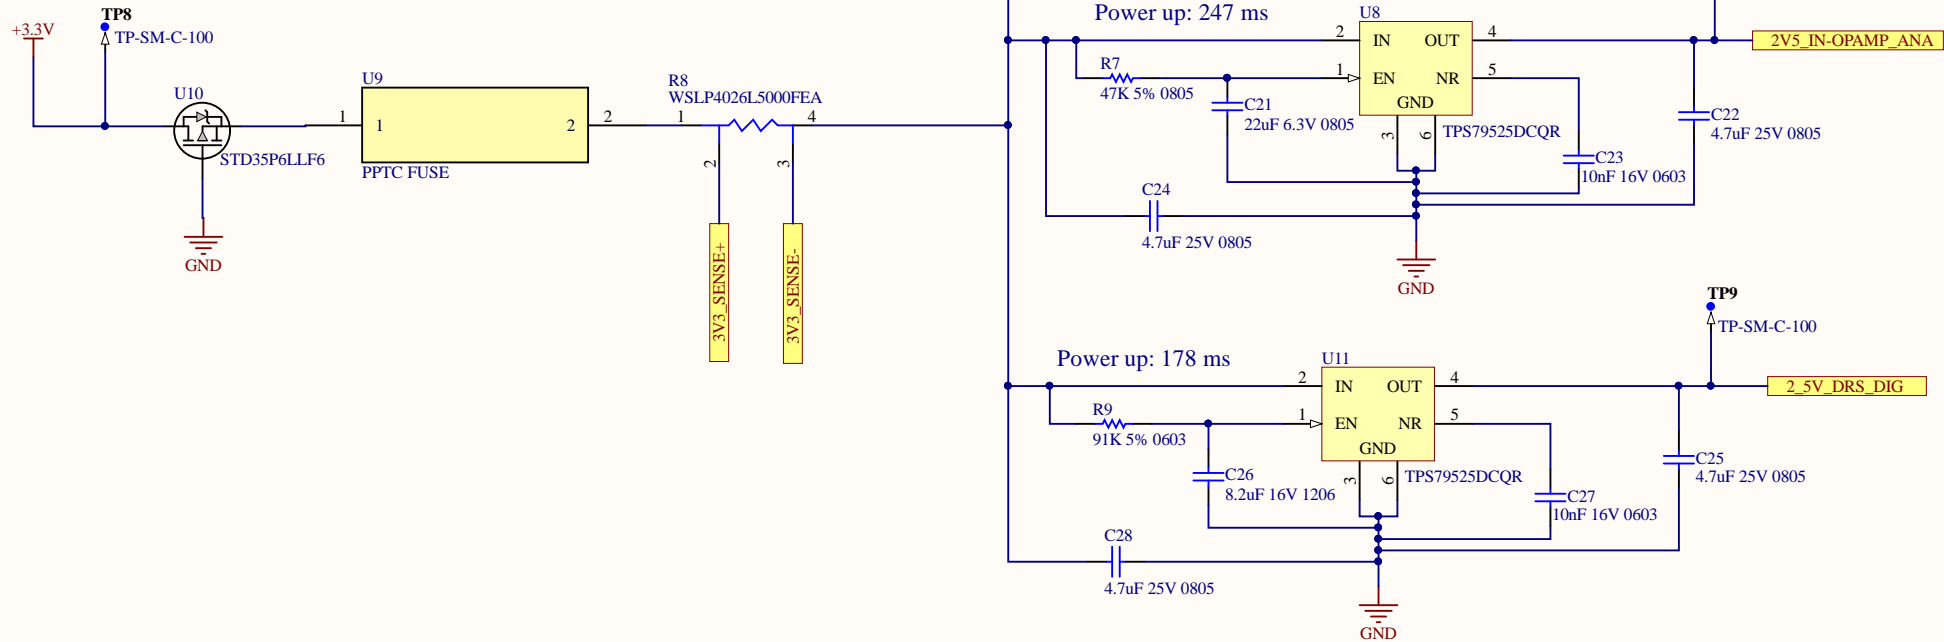 +3.3V
TP8
TP-SM-C-100
U10
STD35P6LLF6
GND
U9
1
1
2
2
PPTC FUSE
R8
WSLP4026L5000FEA
1
4
2
3
3V3_SENSE+
3V3_SENSE-
Power up: 247 ms
U8
2
IN
OUT
4
1
EN
NR
5
GND
3
6
TPS79525DCQR
R7
47K 5% 0805
C21
22uF 6.3V 0805
C22
4.7uF 25V 0805
C23
10nF 16V 0603
C24
4.7uF 25V 0805
GND
2V5_IN-OPAMP_ANA
TP9
TP-SM-C-100
Power up: 178 ms
U11
2
IN
OUT
4
1
EN
NR
5
GND
3
6
TPS79525DCQR
2_5V_DRS_DIG
R9
91K 5% 0603
C26
8.2uF 16V 1206
C25
4.7uF 25V 0805
C27
10nF 16V 0603
C28
4.7uF 25V 0805
GND